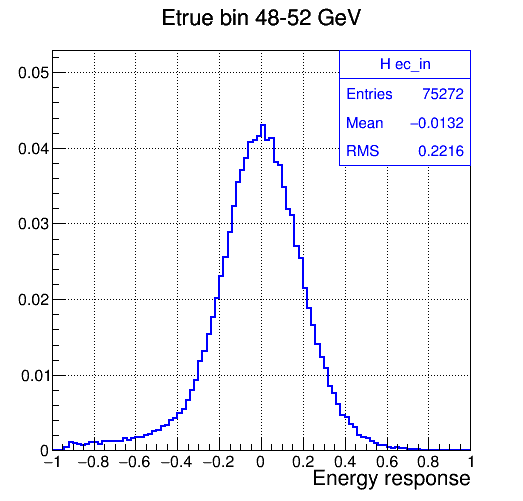 Etrue bin 48-52 GeV
H ec_in
Entries 75272
Mean −0.0132
RMS 0.2216
0.05
0.04
0.03
0.02
0.01
0
−1 −0.8 −0.6 −0.4 −0.2 0 0.2 0.4 0.6 0.8 1
Energy response